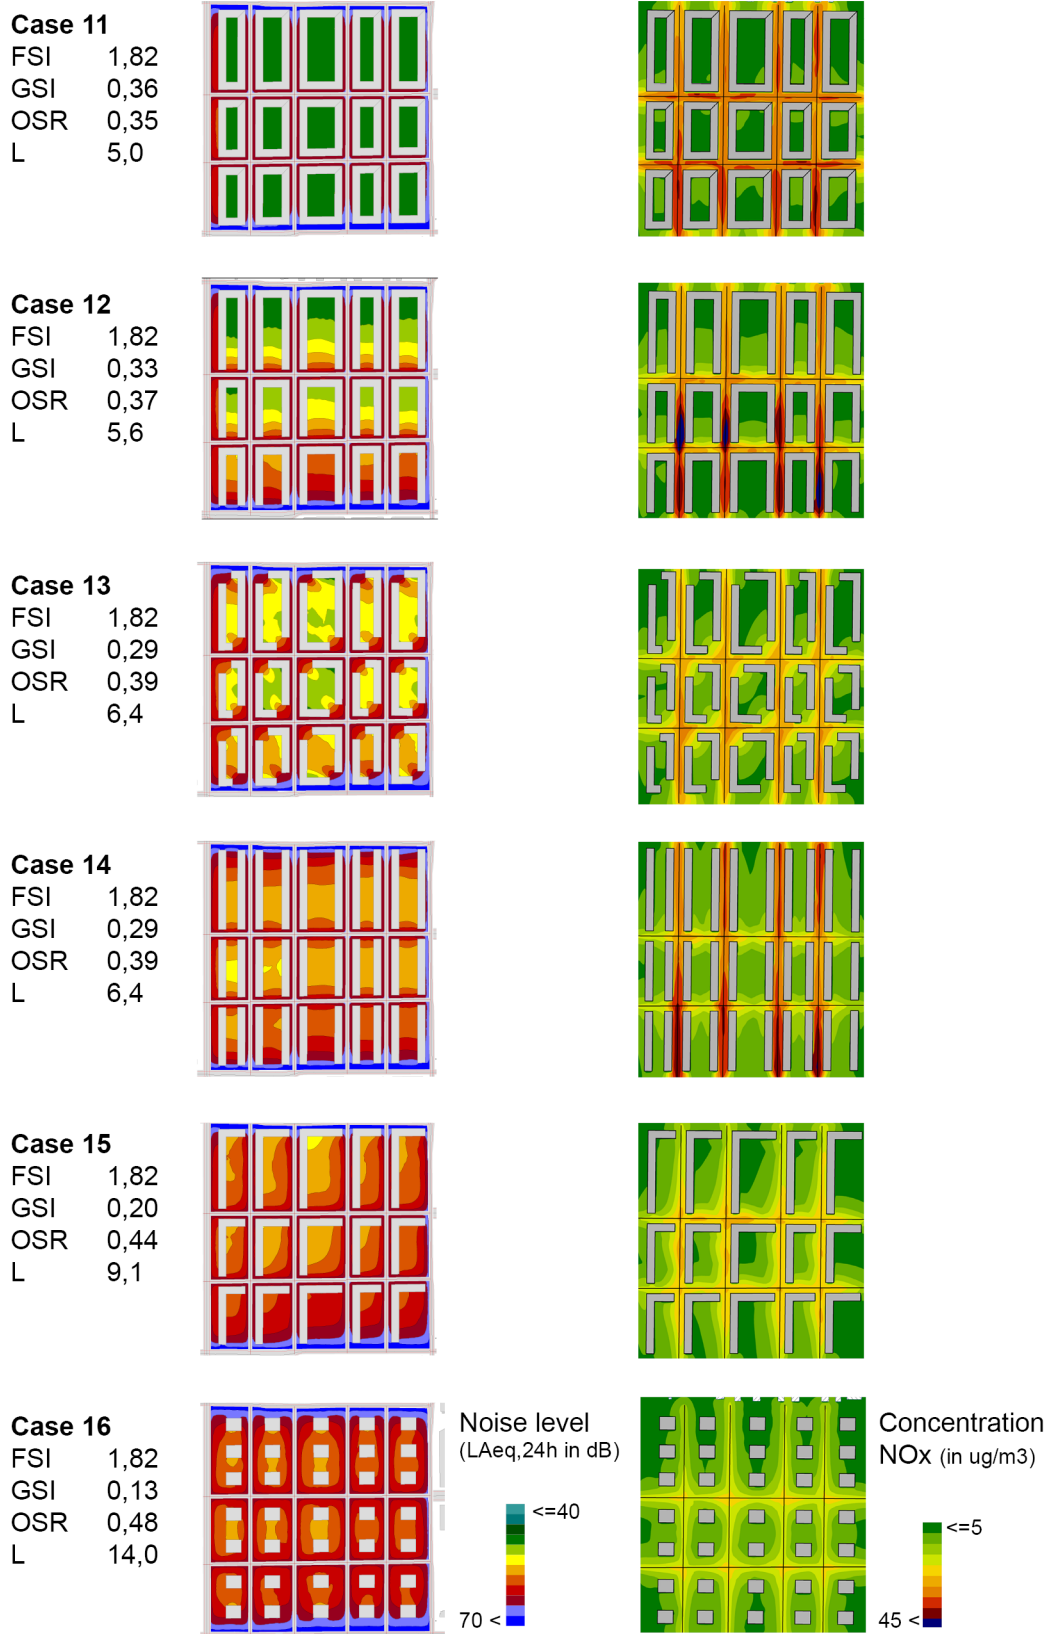 Case 11
FSI 1,82
GSI 0,36
OSR 0,35
L 5,0
Case 12
FSI 1,82
GSI 0,33
OSR 0,37
L 5,6
Case 13
FSI 1,82
GSI 0,29
OSR 0,39
L 6,4
Case 14
FSI 1,82
GSI 0,29
OSR 0,39
L 6,4
Case 15
FSI 1,82
GSI 0,20
OSR 0,44
L 9,1
Case 16
FSI 1,82
GSI 0,13
OSR 0,48
L 14,0
Noise level
(LAeq,24h in dB)
<=40
70 <
Concentration
NOx (in ug/m3)
<=5
45 <